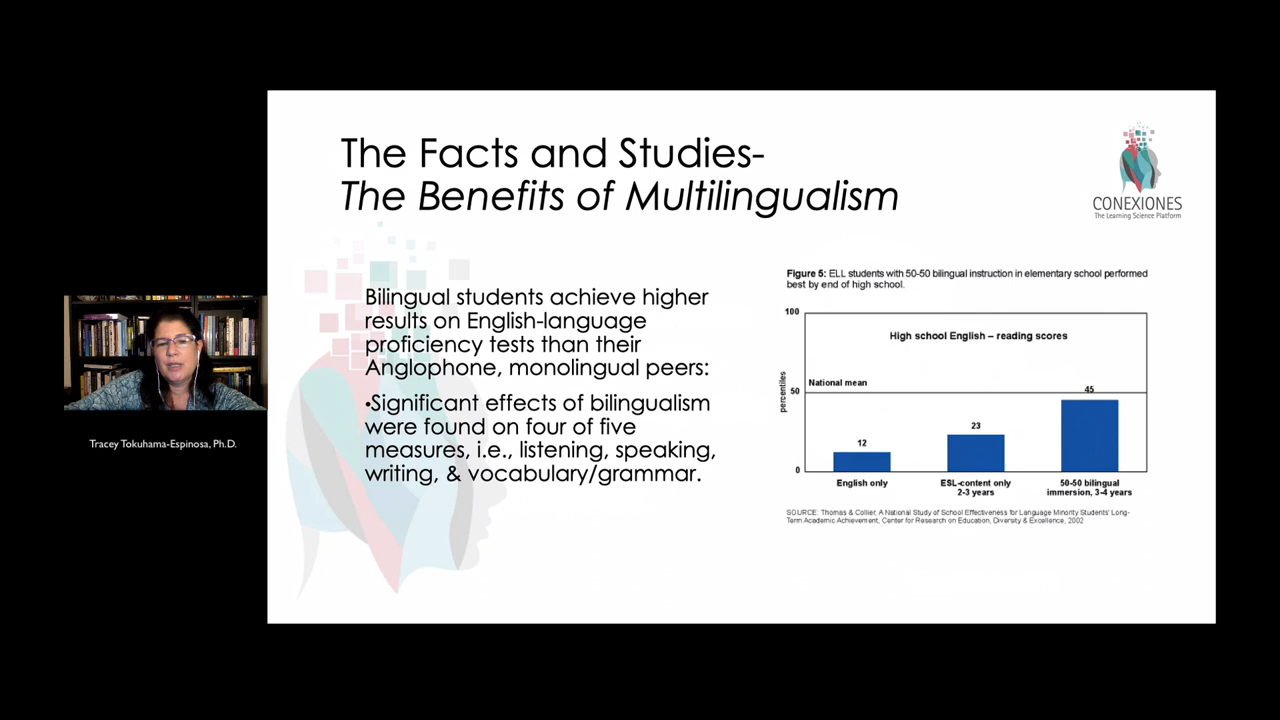 The Facts and Studies-
The Benefits of Multilingualism
CONEXIONES
The Learning Science Platform
Bilingual students achieve higher
results on English-language
proficiency tests than their
Anglophone, monolingual peers:
•Significant effects of bilingualism
were found on four of five
measures, i.e., listening, speaking,
writing, & vocabulary/grammar.
Figure 5: ELL students with 50-50 bilingual instruction in elementary school performed
best by end of high school.
100
High school English – reading scores
percentiles
National mean
50
45
23
12
0
English only
ESL-content only
2-3 years
50-50 bilingual
immersion, 3-4 years
SOURCE: Thomas & Collier, A National Study of School Effectiveness for Language Minority Students' Long-
Term Academic Achievement, Center for Research on Education, Diversity & Excellence, 2002
Tracey Tokuhama-Espinosa, Ph.D.